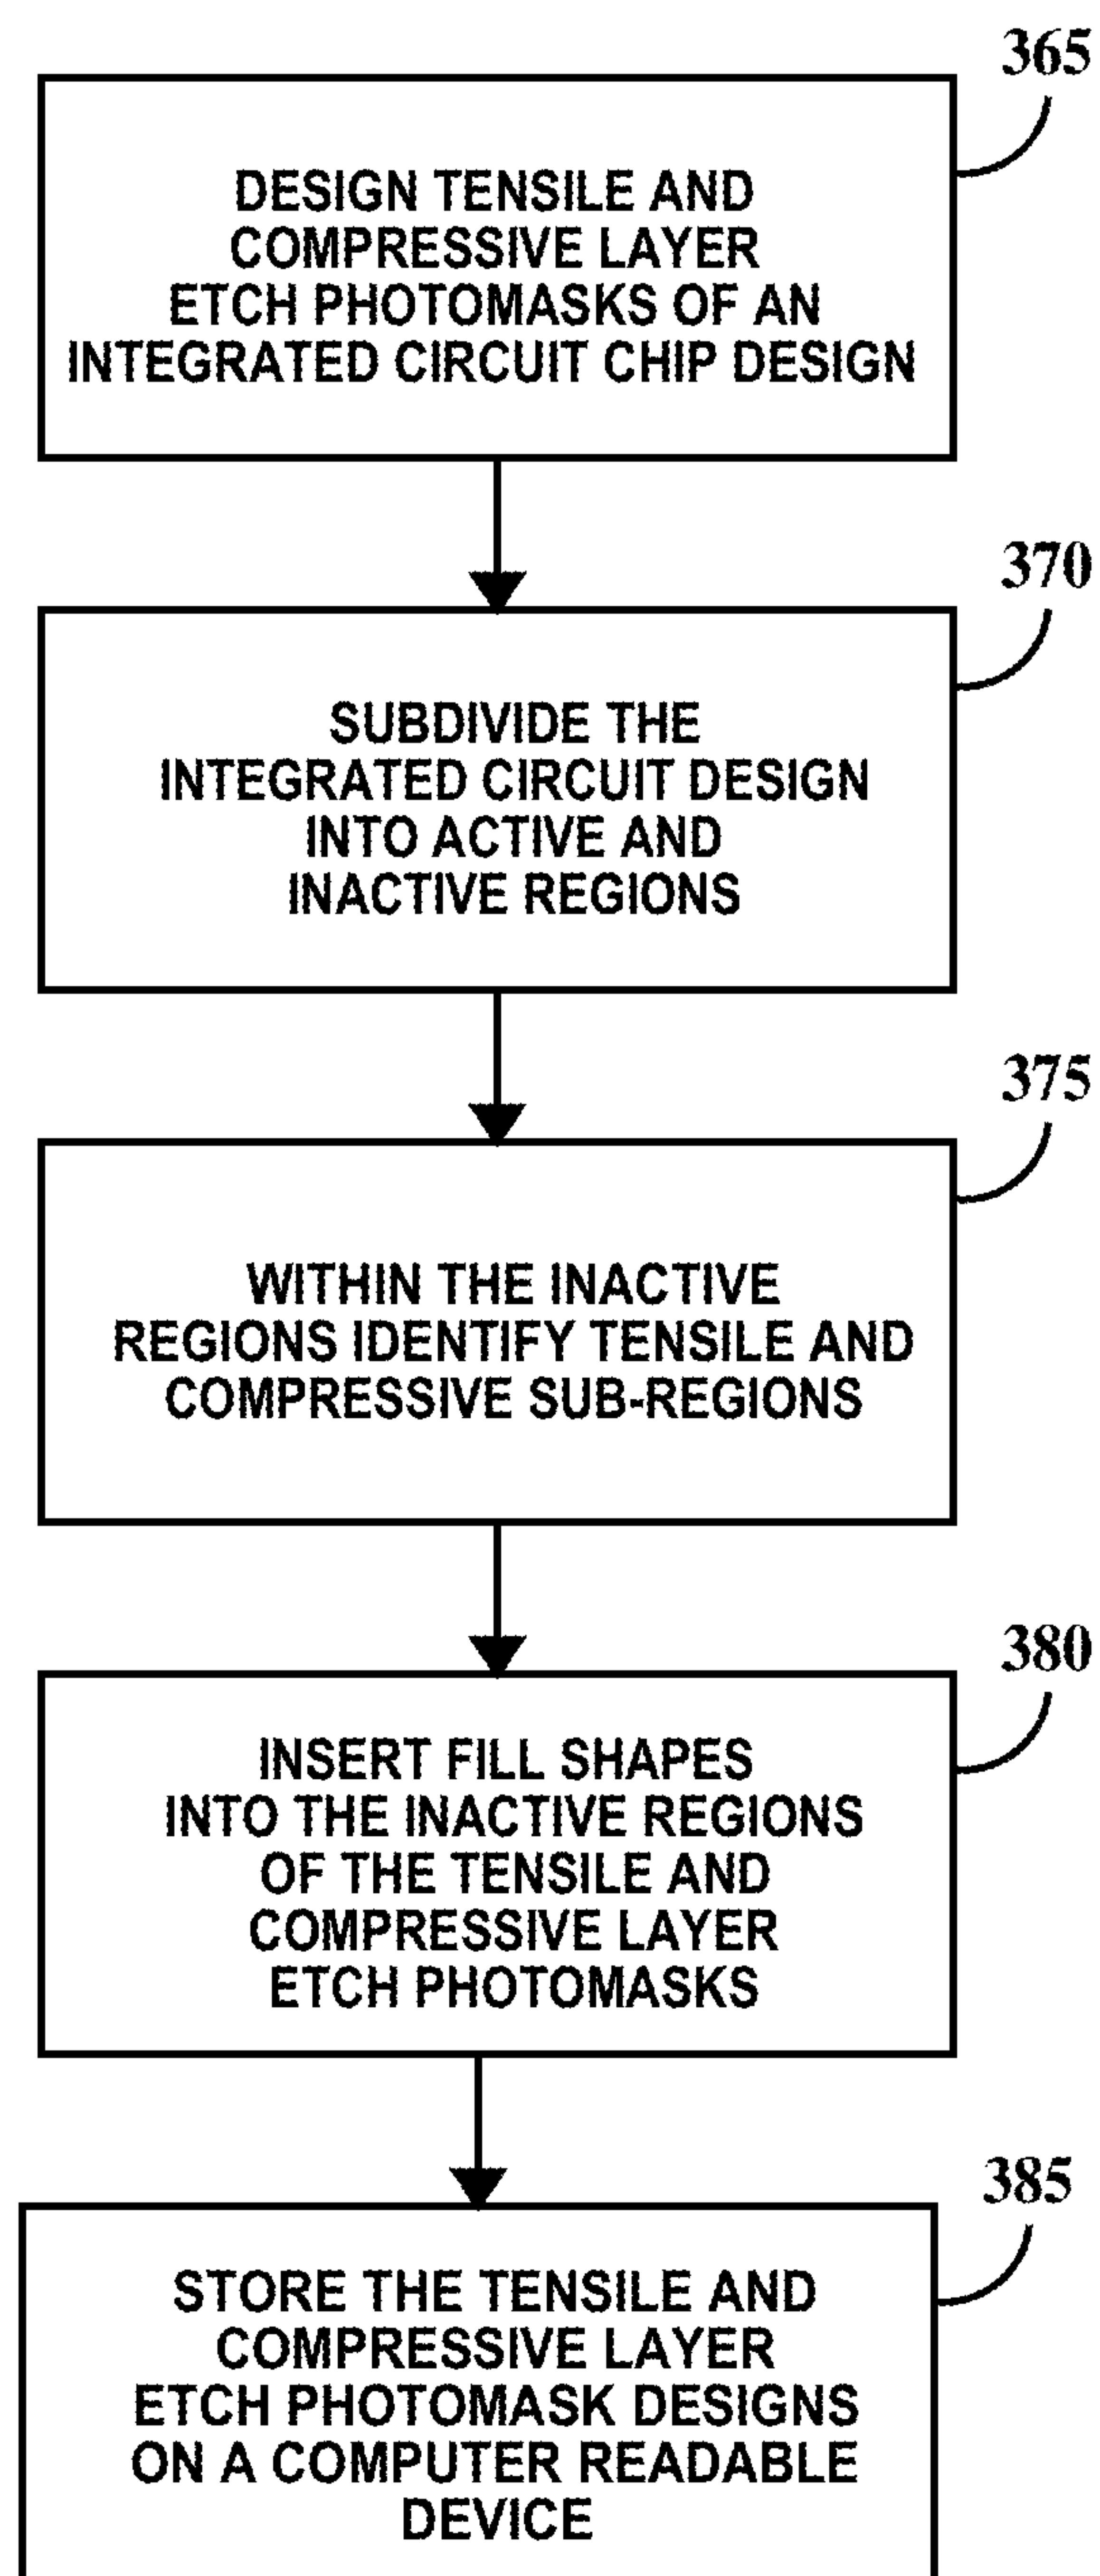 365
DESIGN TENSILE AND
COMPRESSIVE LAYER
ETCH PHOTOMASKS OF AN
INTEGRATED CIRCUIT CHIP DESIGN
370
SUBDIVIDE THE
INTEGRATED CIRCUIT DESIGN
INTO ACTIVE AND
INACTIVE REGIONS
375
WITHIN THE INACTIVE
REGIONS IDENTIFY TENSILE AND
COMPRESSIVE SUB-REGIONS
380
INSERT FILL SHAPES
INTO THE INACTIVE REGIONS
OF THE TENSILE AND
COMPRESSIVE LAYER
ETCH PHOTOMASKS
385
STORE THE TENSILE AND
COMPRESSIVE LAYER
ETCH PHOTOMASK DESIGNS
ON A COMPUTER READABLE
DEVICE